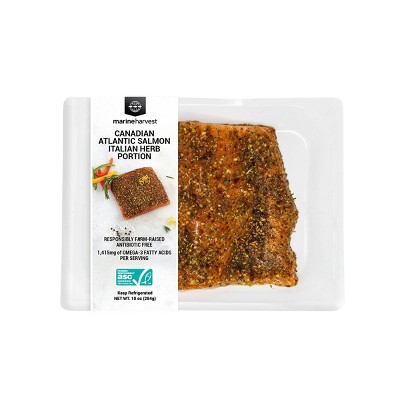 marineharvest
CANADIAN
ATLANTIC SALMON
ITALIAN HERB
PORTION
RESPONSIBLY FARM-RAISED
ANTIBIOTIC FREE
1,415mg of OMEGA-3 FATTY ACIDS
PER SERVING
asc
Keep Refrigerated
NET WT. 10 oz (284g)